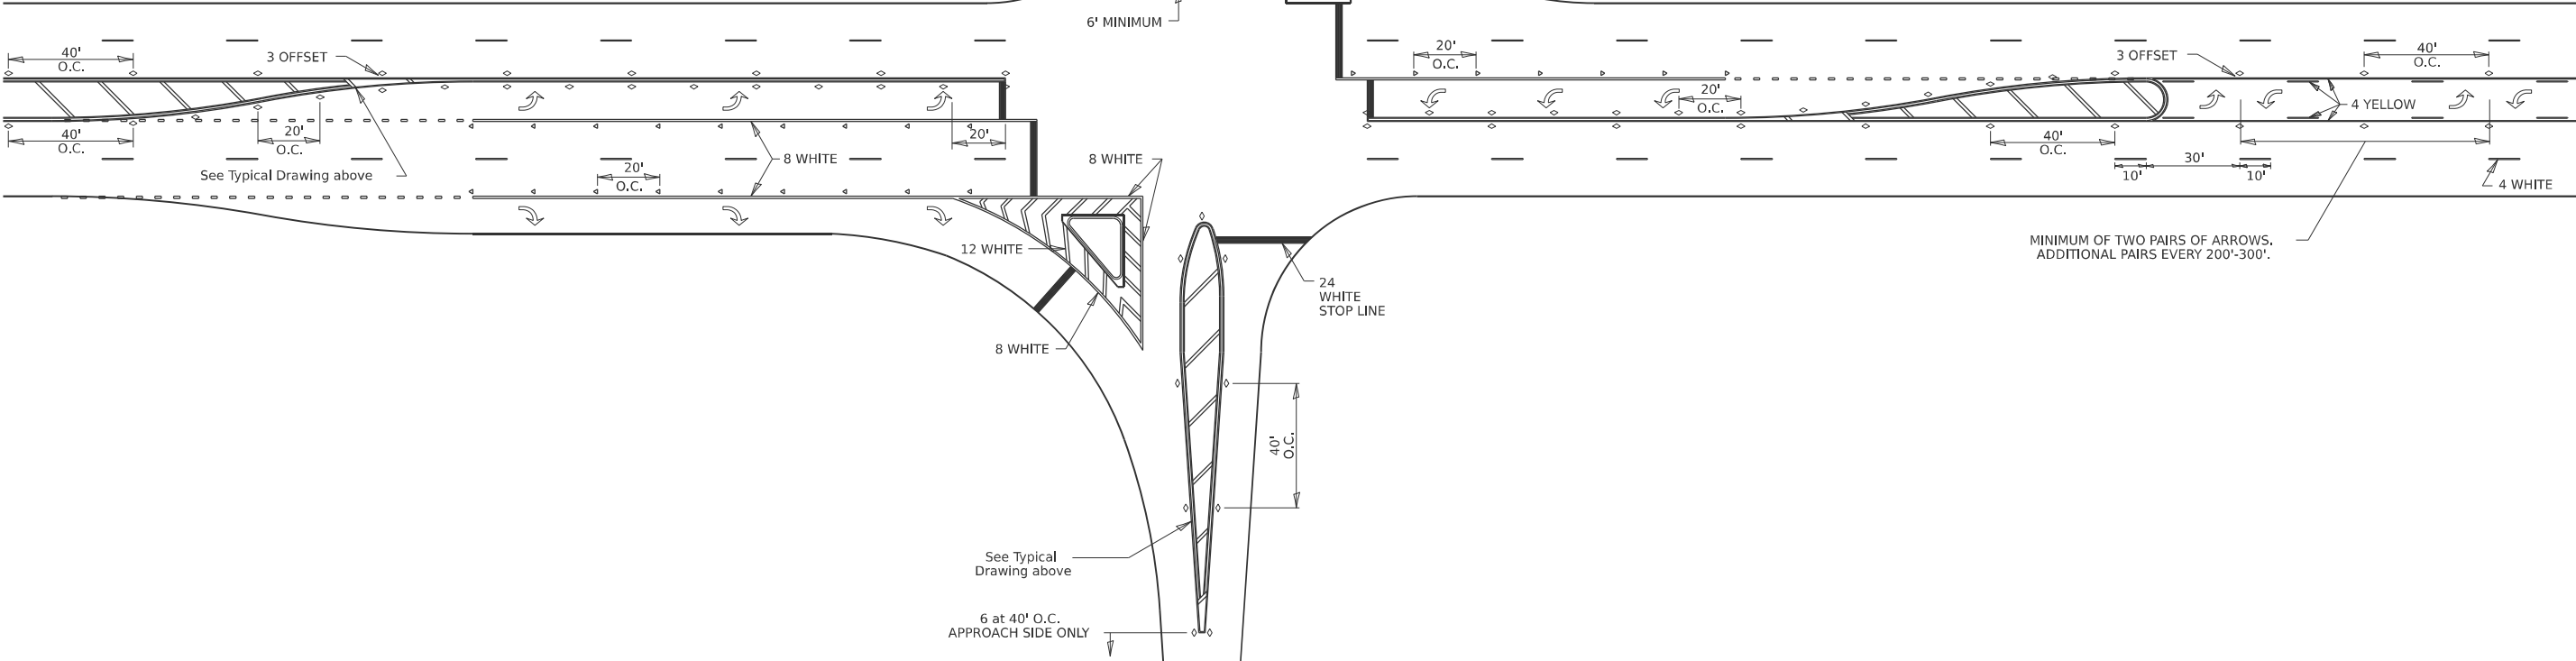 6' MINIMUM
40'
O.C.
3 OFFSET
20'
O.C.
3 OFFSET
40'
O.C.
20'
O.C.
4 YELLOW
40'
O.C.
20'
O.C.
20'
8 WHITE
8 WHITE
40'
O.C.
30'
10'
10'
See Typical Drawing above
20'
O.C.
4 WHITE
12 WHITE
MINIMUM OF TWO PAIRS OF ARROWS.
ADDITIONAL PAIRS EVERY 200'-300'.
24
WHITE
STOP LINE
8 WHITE
40'
O.C.
See Typical
Drawing above
6 at 40' O.C.
APPROACH SIDE ONLY